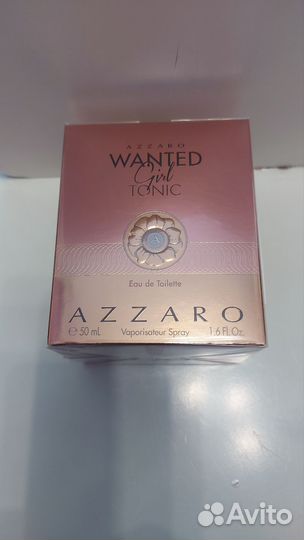 AZZARO
WANTED
Girl
TONIC
A
Eau de Toilette
AZZARO
℮ 50 mL Vaporisateur Spray 1.6 Fl. Oz.
Avito